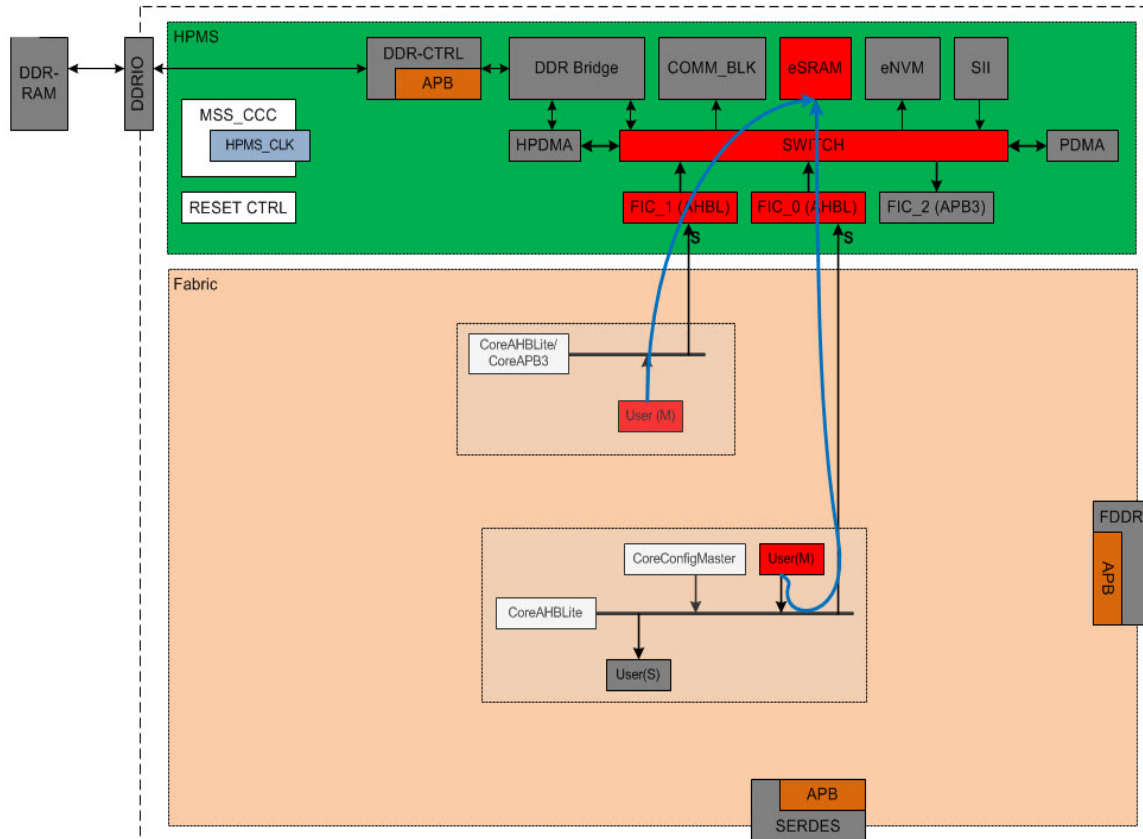 HPMS
DDR-
RAM
DDRIO
DDR-CTRL
APB
DDR Bridge
COMM_BLK
eSRAM
eNVM
SII
MSS_CCC
HPMS_CLK
HPDMA
SWITCH
PDMA
RESET CTRL
FIC_1 (AHBL)
FIC_0 (AHBL)
FIC_2 (APB3)
S
S
Fabric
CoreAHBLite/
CoreAPB3
User (M)
FDDR
APB
CoreConfigMaster
User(M)
CoreAHBLite
User(S)
APB
SERDES